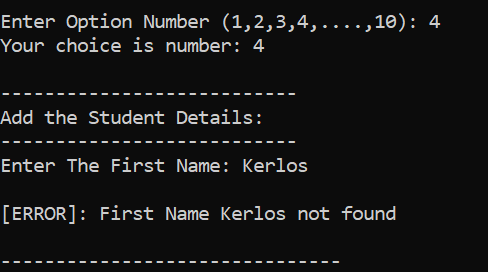 Enter Option Number (1,2,3,4,....,10): 4
Your choice is number: 4
---------------------------
Add the Student Details:
---------------------------
Enter The First Name: Kerlos
[ERROR]: First Name Kerlos not found
-------------------------------